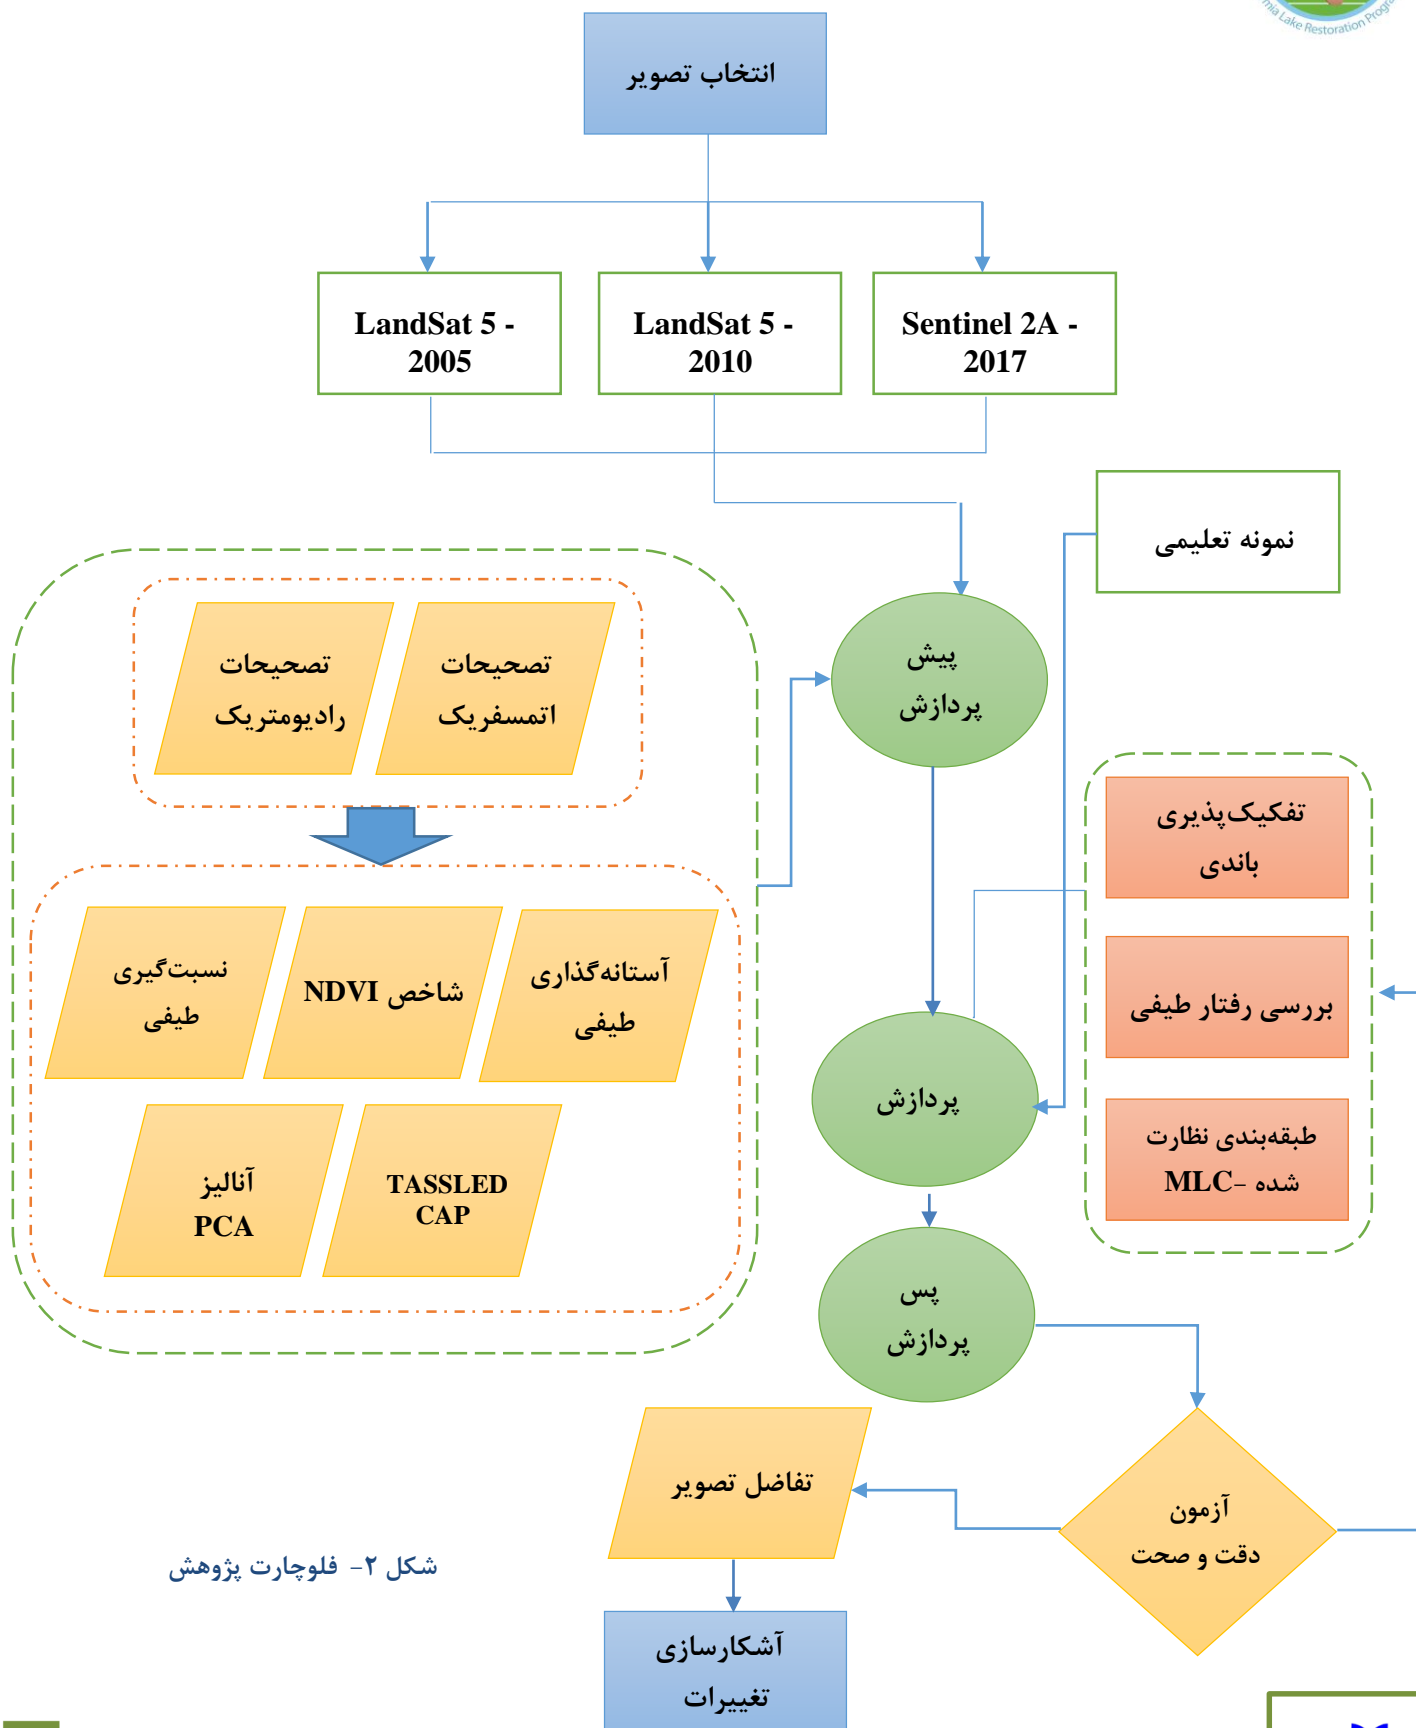 Lake Restoration
انتخاب تصویر
LandSat 5 -
2005
LandSat 5 -
2010
Sentinel 2A -
2017
نمونه تعلیمی
تصحیحات
رادیومتریک
تصحیحات
اتمسفریک
پیش
پردازش
تفکیک‌پذیری
باندی
نسبت‌گیری
طیفی
شاخص NDVI
آستانه‌گذاری
طیفی
بررسی رفتار طیفی
پردازش
آنالیز
PCA
TASSLED
CAP
طبقه‌بندی نظارت
شده -MLC
پس
پردازش
تفاضل تصویر
آزمون
دقت و صحت
شکل ۲- فلوچارت پژوهش
آشکارسازی
تغییرات